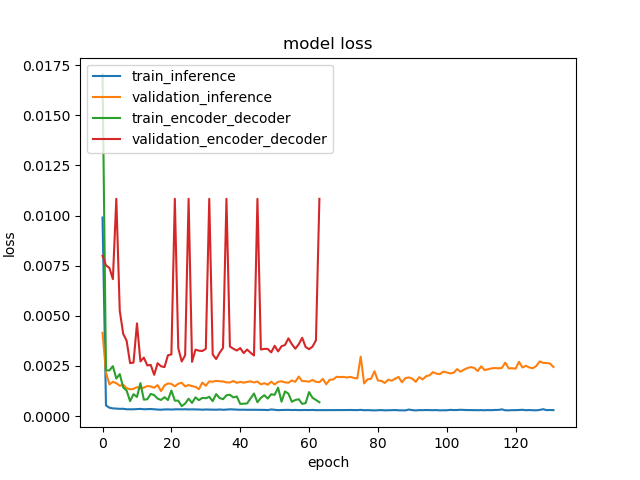 model loss
train_inference
validation_inference
train_encoder_decoder
validation_encoder_decoder
0.0175
0.0150
0.0125
0.0100
0.0075
0.0050
0.0025
0.0000
loss
0 20 40 60 80 100 120
epoch